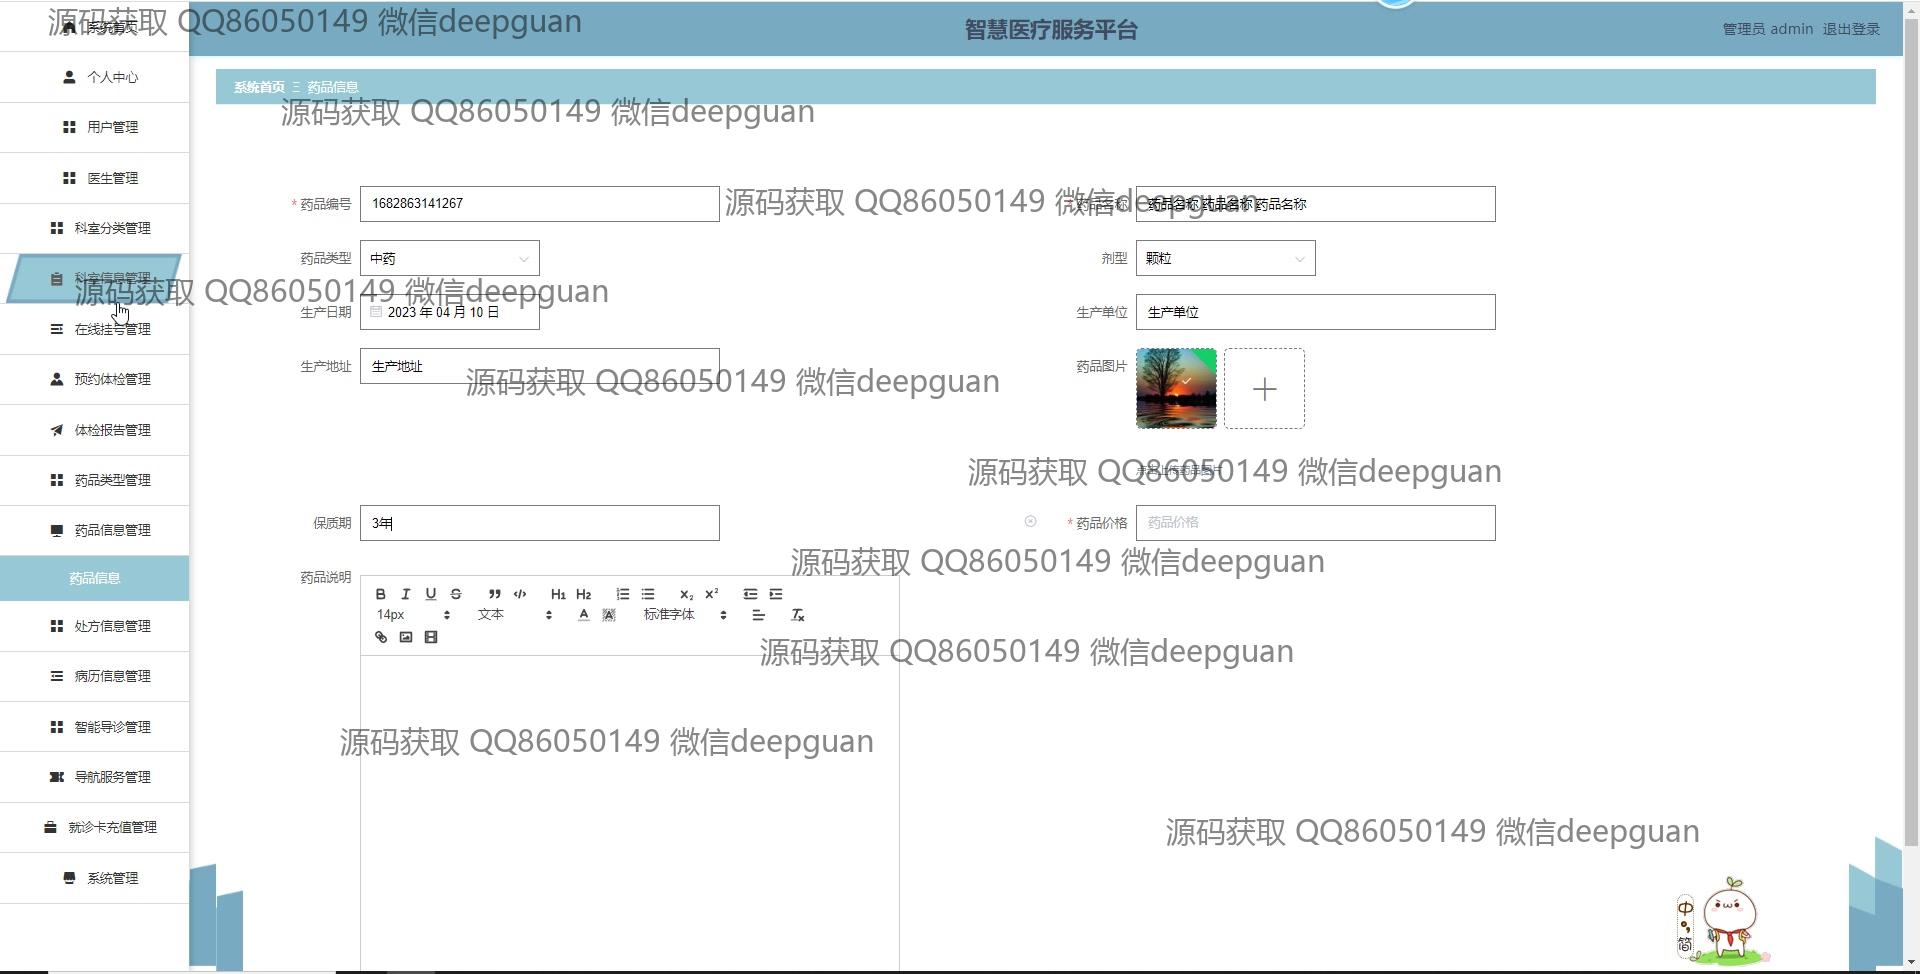 源码获取 QQ86050149 微信deepguan
系统首页
智慧医疗服务平台
管理员 admin 退出登录
个人中心
系统首页 药品信息
源码获取 QQ86050149 微信deepguan
用户管理
医生管理
* 药品编号 1682863141267
源码获取 QQ86050149 微信deepguan
* 药品名称 药品名称 药品名称 药品名称
科室分类管理
药品类型 中药
剂型 颗粒
科室信息管理
源码获取 QQ86050149 微信deepguan
生产日期 2023 年 04 月 10 日
生产单位 生产单位
在线挂号管理
生产地址 生产地址
药品图片
预约体检管理
源码获取 QQ86050149 微信deepguan
体检报告管理
点击上传药品图片
源码获取 QQ86050149 微信deepguan
药品类型管理
保质期 3年
* 药品价格 药品价格
药品信息管理
源码获取 QQ86050149 微信deepguan
药品信息
药品说明
B I U S ” </> H1 H2 x₂ x²
14px 文本 A A 标准字体 Tx
处方信息管理
源码获取 QQ86050149 微信deepguan
病历信息管理
智能导诊管理
源码获取 QQ86050149 微信deepguan
导航服务管理
就诊卡充值管理
源码获取 QQ86050149 微信deepguan
系统管理
中
简